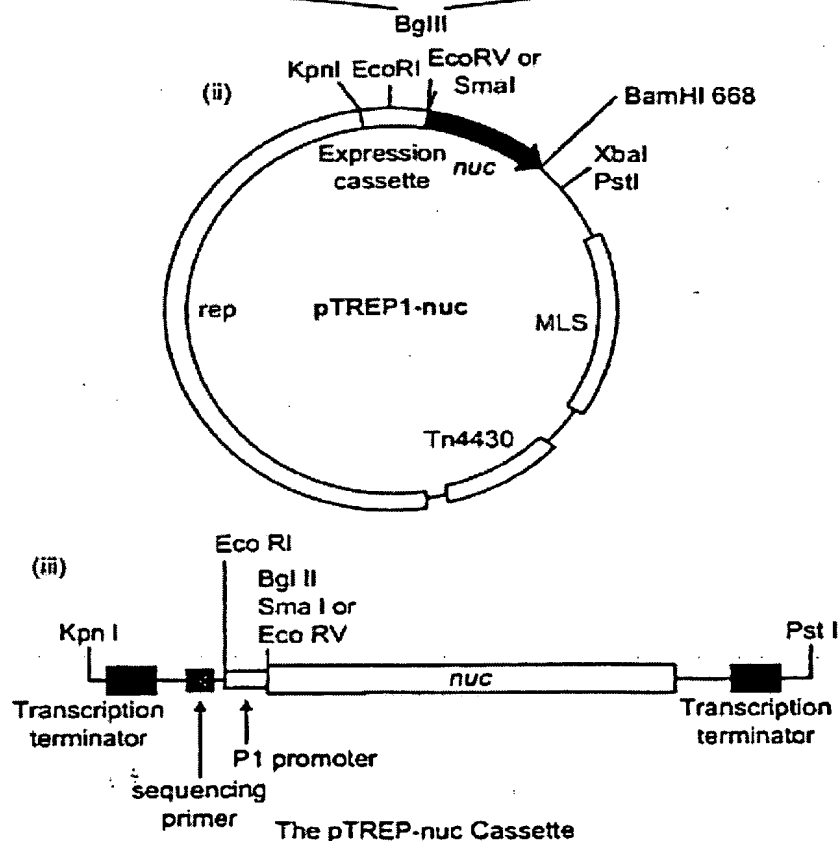 BglII
(ii)
KpnI EcoRI EcoRV or
SmaI
BamHI 668
XbaI
PstI
Expression
cassette
nuc
rep
pTREP1-nuc
MLS
Tn4430
(iii)
Eco RI
Bgl II
Sma I or
Eco RV
Kpn I
Pst I
nuc
Transcription
terminator
Transcription
terminator
P1 promoter
sequencing
primer
The pTREP-nuc Cassette